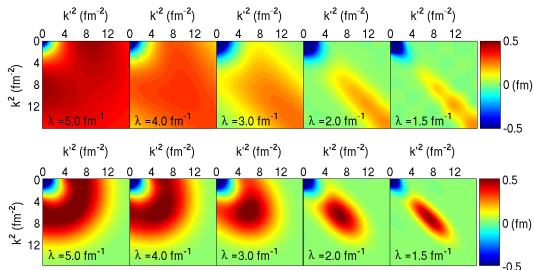 k'² (fm⁻²) k'² (fm⁻²) k'² (fm⁻²) k'² (fm⁻²) k'² (fm⁻²)
0 4 8 12 0 4 8 12 0 4 8 12 0 4 8 12 0 4 8 12
k² (fm⁻²)
0
4
8
12
λ =5.0 fm⁻¹ λ =4.0 fm⁻¹ λ =3.0 fm⁻¹ λ =2.0 fm⁻¹ λ =1.5 fm⁻¹
0.5
0 (fm)
-0.5
k'² (fm⁻²) k'² (fm⁻²) k'² (fm⁻²) k'² (fm⁻²) k'² (fm⁻²)
0 4 8 12 0 4 8 12 0 4 8 12 0 4 8 12 0 4 8 12
k² (fm⁻²)
0
4
8
12
λ =5.0 fm⁻¹ λ =4.0 fm⁻¹ λ =3.0 fm⁻¹ λ =2.0 fm⁻¹ λ =1.5 fm⁻¹
0.5
0 (fm)
-0.5